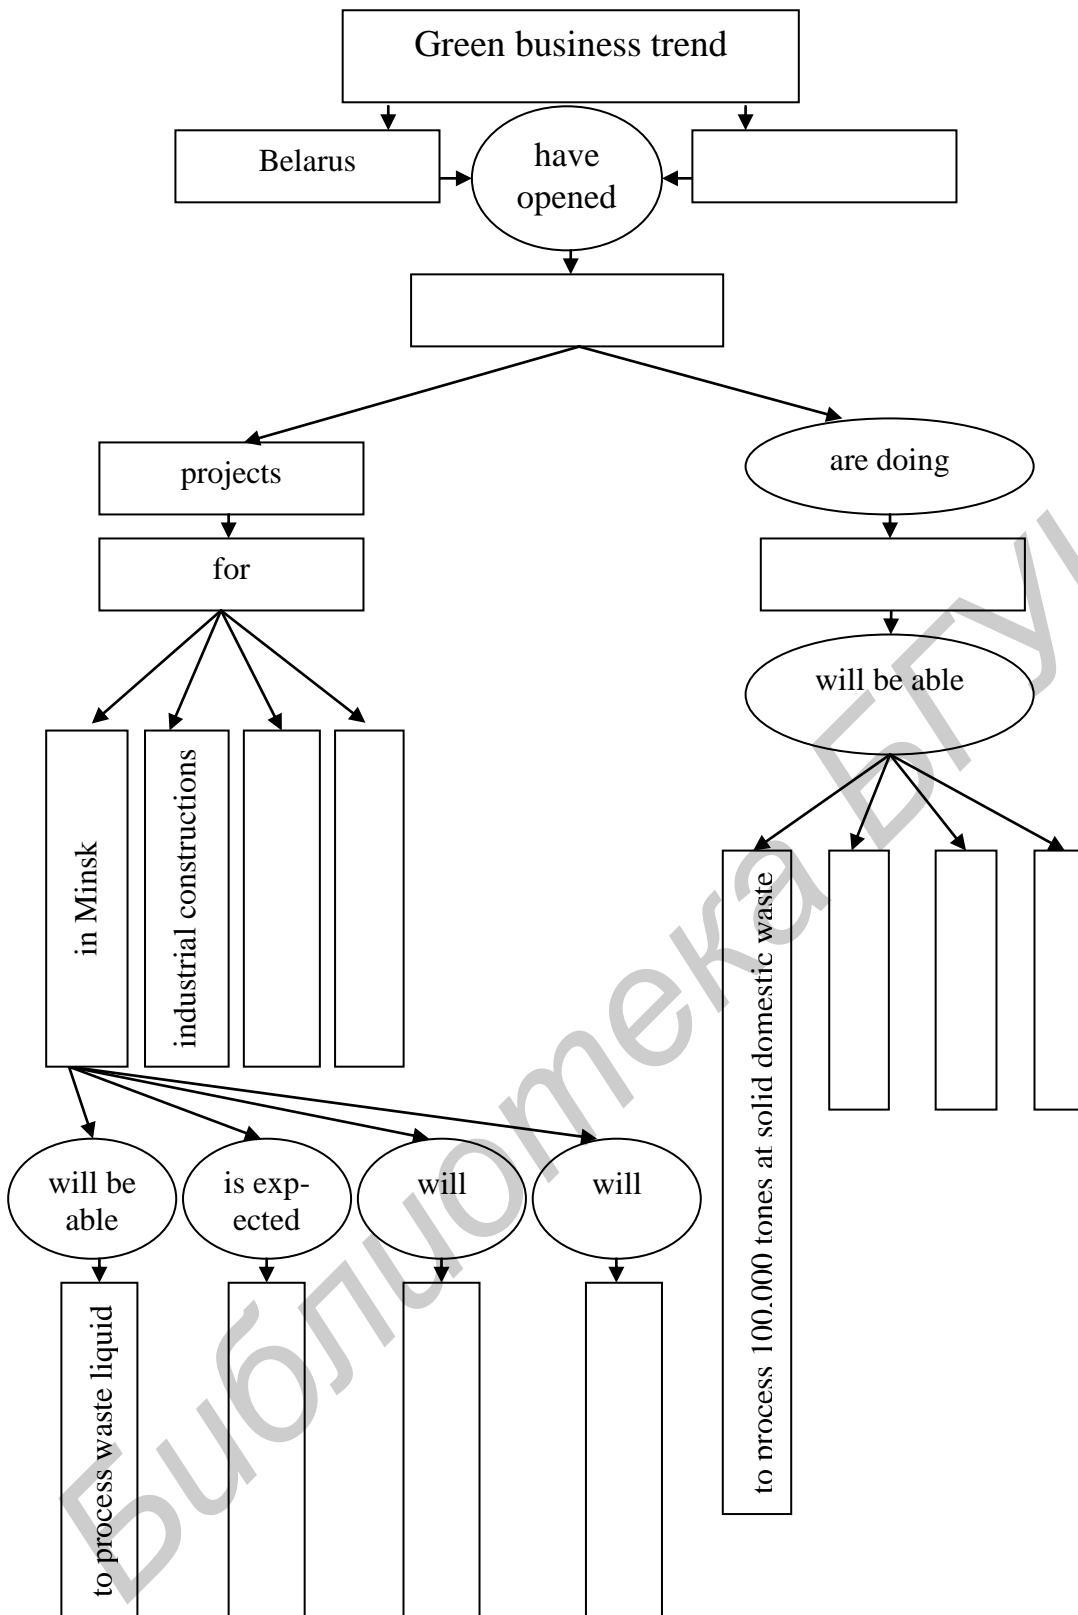 Green business trend
Belarus
have
opened
projects
are doing
for
will be able
in Minsk
industrial constructions
to process 100.000 tones at solid domestic waste
will be
able
is exp-
ected
will
will
to process waste liquid
Библиотека БГУ